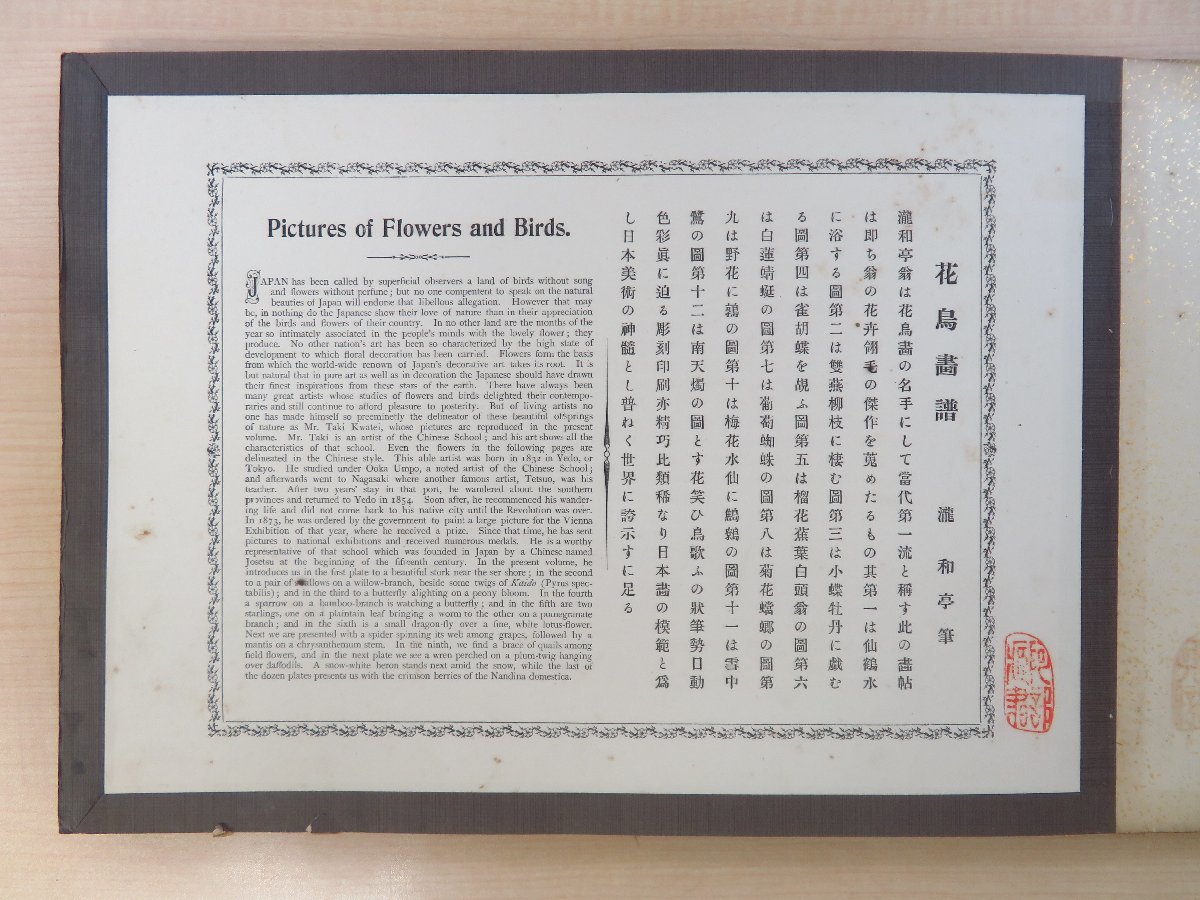 Pictures of Flowers and Birds.
JAPAN has been called by superficial observers a land of birds without song
and flowers without perfune; but no one compentent to speak on the natural
beauties of Japan will endorse that libellous allegation. However that may
be, in nothing do the Japanese show their love of nature than in their appreciation
of the birds and flowers of their country. In no other land are the months of the
year so intimately associated in the people's minds with the lovely flower; they
produce. No other nation's art has been so characterized by the high state of
development to which floral decoration has been carried. Flowers form the basis
from which the world-wide renown of Japan's decorative art takes its root. It is
but natural that in pure art as well as in decoration the Japanese should have drawn
their finest inspirations from these stars of the earth. There have always been
many great artists whose studies of flowers and birds delighted their contempo-
raries and still continue to afford pleasure to posterity. But of living artists no
one has made himself so preeminently the delineator of these beautiful offsprings
of nature as Mr. Taki Kwatei, whose pictures are reproduced in the present
volume. Mr. Taki is an artist of the Chinese School; and his art shows all the
characteristics of that school. Even the flowers in the following pages are
delineated in the Chinese style. This able artist was born in 1832 in Yedo, or
Tokyo. He studied under Ooka Umpo, a noted artist of the Chinese School;
and afterwards went to Nagasaki where another famous artist, Tetsuo, was his
teacher. After two years' stay in that port, he wandered about the southern
provinces and returned to Yedo in 1854. Soon after, he recommenced his wander-
ing life and did not come back to his native city until the Revolution was over.
In 1873, he was ordered by the government to paint a large picture for the Vienna
Exhibition of that year, where he received a prize. Since that time, he has sent
pictures to national exhibitions and received numerous medals. He is a worthy
representative of that school which was founded in Japan by a Chinese named
Josetsu at the beginning of the fifteenth century. In the present volume, he
introduces us in the first plate to a beautiful stork near the ser shore; in the second
to a pair of swallows on a willow-branch, beside some twigs of Kaido (Pyrus spec-
tabilis); and in the third to a butterfly alighting on a peony bloom. In the fourth
a sparrow on a bamboo-branch is watching a butterfly; and in the fifth are two
starlings, one on a plaintain leaf bringing a worm to the other on a pomegranate
branch; and in the sixth is a small dragon-fly over a fine, white lotus-flower.
Next we are presented with a spider spinning its web among grapes, followed by a
mantis on a chrysanthemum stem. In the ninth, we find a brace of quails among
field flowers, and in the next plate we see a wren perched on a plum-twig hanging
over daffodils. A snow-white heron stands next amid the snow, while the last of
the dozen plates presents us with the crimson berries of the Nandina domestica.
花鳥畵譜
瀧和亭筆
瀧和亭翁は花鳥畵の名手にして當代第一流と稱す此の畵帖
は即ち翁の花卉翎毛の傑作を蒐めたるもの其第一は仙鶴水
に浴する圖第二は雙燕柳枝に棲む圖第三は小蝶牡丹に戯む
る圖第四は雀胡蝶を覘ふ圖第五は榴花蕉葉白頭翁の圖第六
は白蓮蜻蜓の圖第七は葡萄蜘蛛の圖第八は菊花蟷螂の圖第
九は野花に鶉の圖第十は梅花水仙に鷦鷯の圖第十一は雪中
鷺の圖第十二は南天燭の圖とす花笑ひ鳥歌ふの狀筆勢日動
色彩眞に迫る彫刻印刷亦精巧比類稀なり日本畵の模範と爲
し日本美術の神髓とし普ねく世界に誇示すに足る